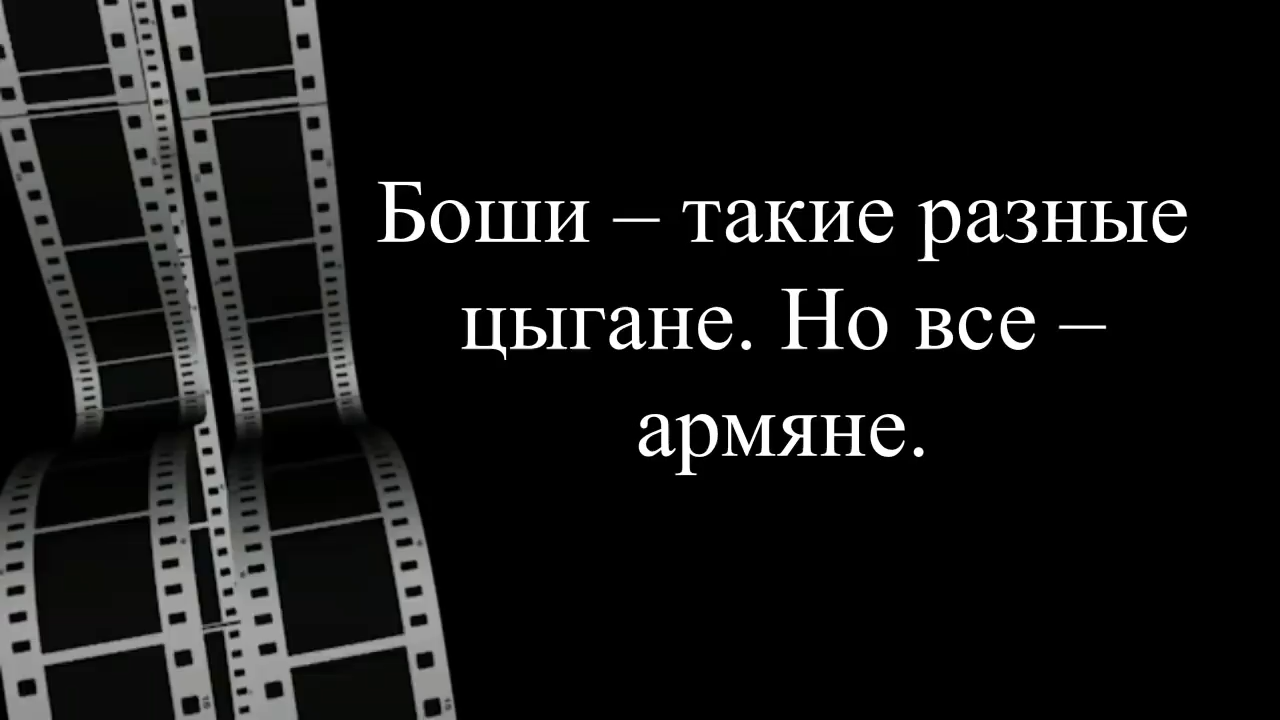 Боши – такие разные
цыгане. Но все –
армяне.